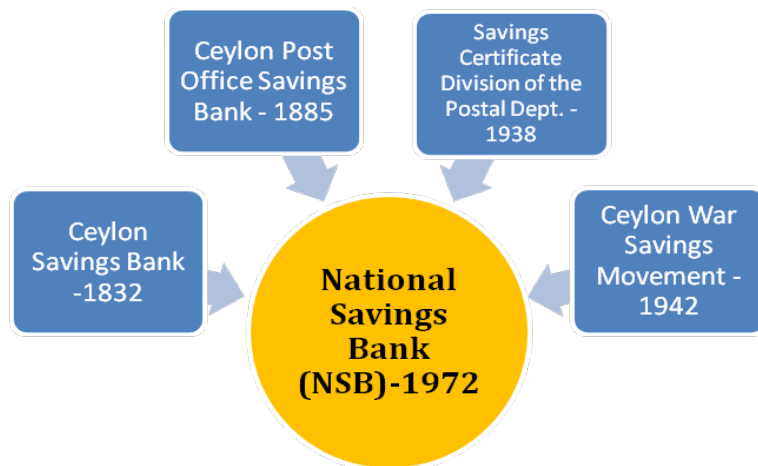 Ceylon Post
Office Savings
Bank - 1885
Savings
Certificate
Division of the
Postal Dept. -
1938
Ceylon
Savings Bank
-1832
Ceylon War
Savings
Movement -
1942
National
Savings
Bank
(NSB)-1972